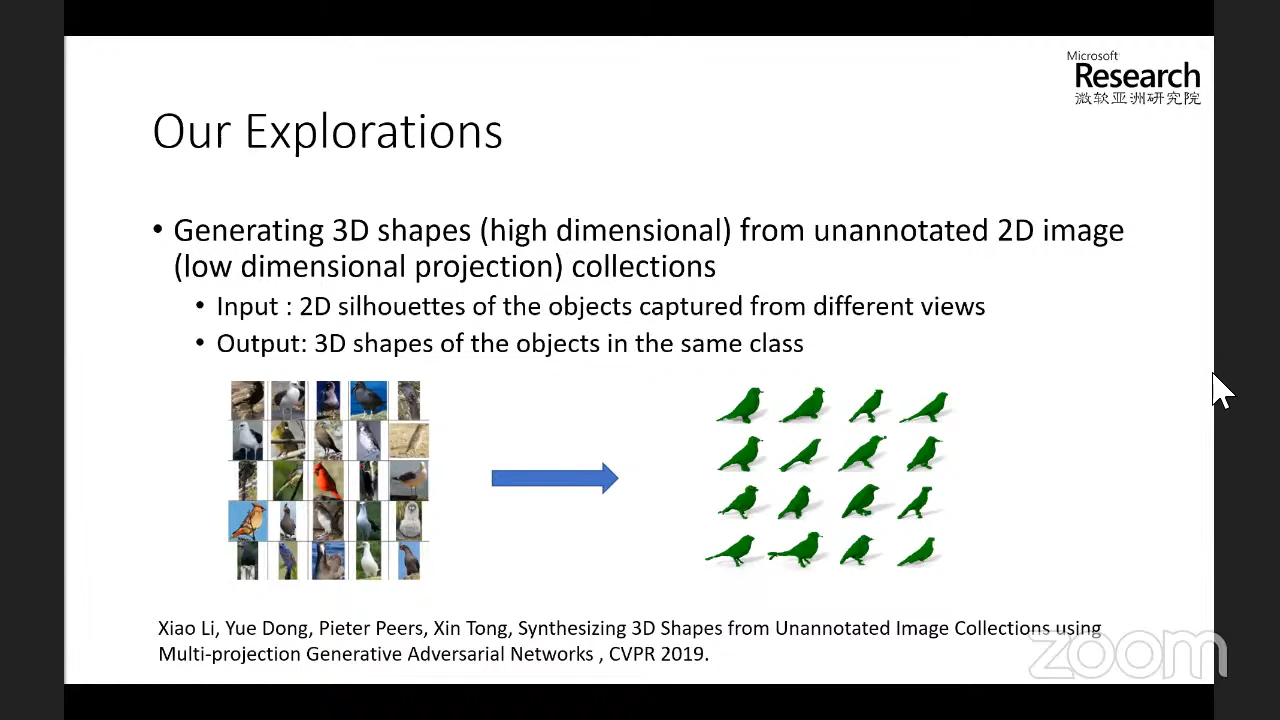 Microsoft
Research
微软亚洲研究院
Our Explorations
• Generating 3D shapes (high dimensional) from unannotated 2D image
(low dimensional projection) collections
• Input : 2D silhouettes of the objects captured from different views
• Output: 3D shapes of the objects in the same class
Xiao Li, Yue Dong, Pieter Peers, Xin Tong, Synthesizing 3D Shapes from Unannotated Image Collections using
Multi-projection Generative Adversarial Networks , CVPR 2019.
zoom